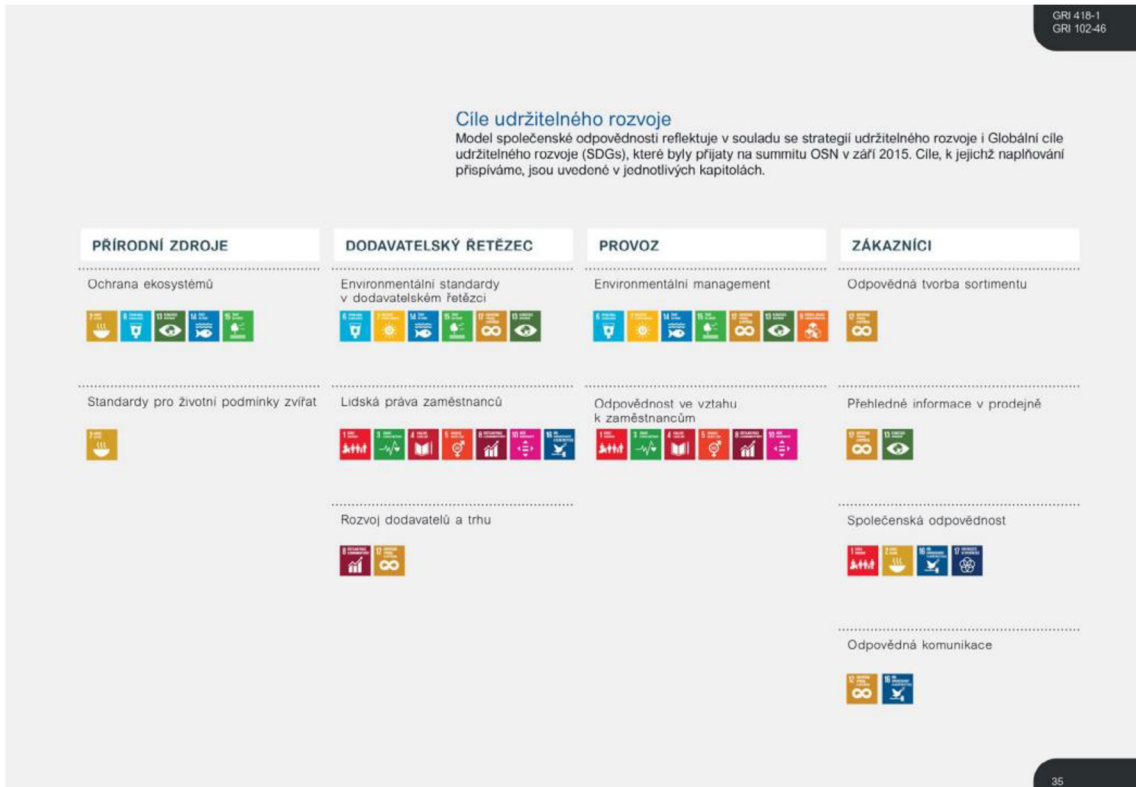 GRI 418-1
GRI 102-46
Cíle udržitelného rozvoje
Model společenské odpovědnosti reflektuje v souladu se strategií udržitelného rozvoje i Globální cíle
udržitelného rozvoje (SDGs), které byly přijaty na summitu OSN v září 2015. Cíle, k jejichž naplňování
přispíváme, jsou uvedené v jednotlivých kapitolách.
PŘÍRODNÍ ZDROJE
Ochrana ekosystémů
Standardy pro životní podmínky zvířat
DODAVATELSKÝ ŘETĚZEC
Environmentální standardy
v dodavatelském řetězci
Lidská práva zaměstnanců
Rozvoj dodavatelů a trhu
PROVOZ
Environmentální management
Odpovědnost ve vztahu
k zaměstnancům
ZÁKAZNÍCI
Odpovědná tvorba sortimentu
Přehledné informace v prodejně
Společenská odpovědnost
Odpovědná komunikace
35